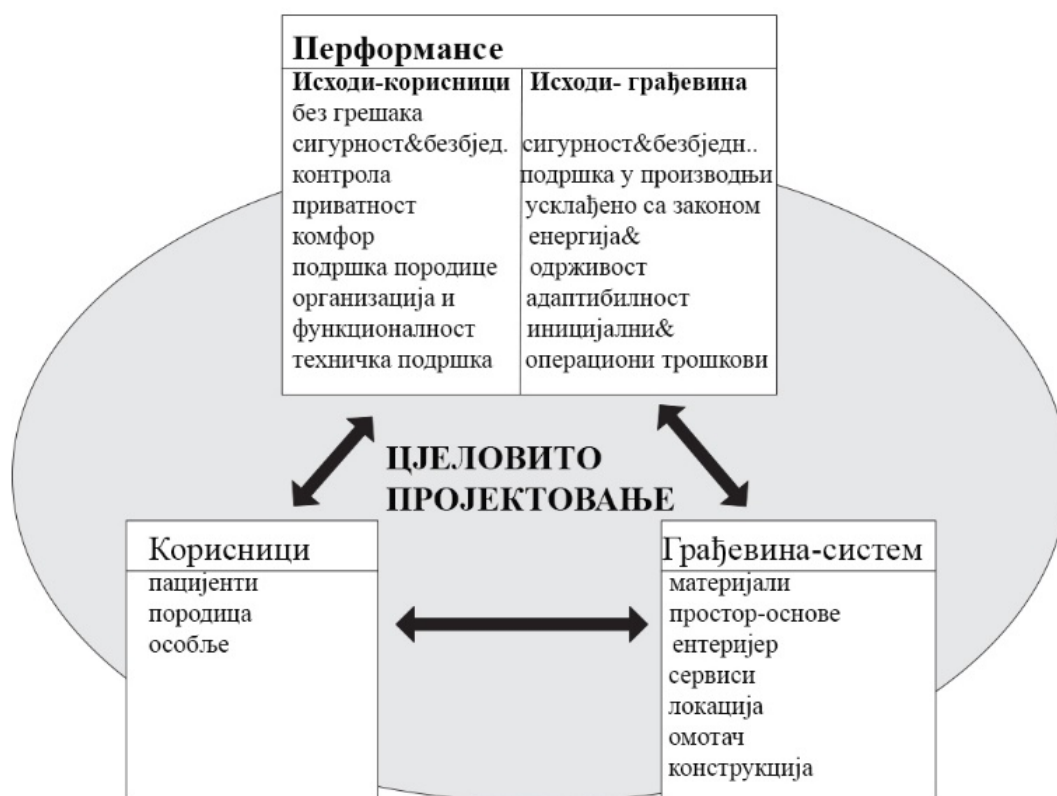 Перформансе
Исходи-корисници
без грешака
сигурност&безбјед.
контрола
приватност
комфор
подршка породице
организација и
функционалност
техничка подршка
Исходи- грађевина
сигурност&безбједн..
подршка у производњи
усклађено са законом
енергија&
одрживост
адаптибилност
иницијални&
операциони трошкови
ЦЈЕЛОВИТО
ПРОЈЕКТОВАЊЕ
Корисници
пацијенти
породица
особље
Грађевина-систем
материјали
простор-основе
ентеријер
сервиси
локација
омотач
конструкција